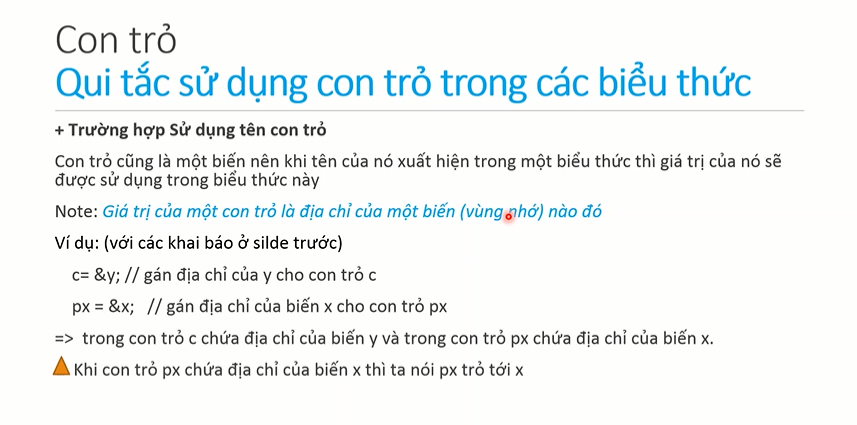 Con trỏ
Qui tắc sử dụng con trỏ trong các biểu thức
+ Trường hợp Sử dụng tên con trỏ
Con trỏ cũng là một biến nên khi tên của nó xuất hiện trong một biểu thức thì giá trị của nó sẽ
được sử dụng trong biểu thức này
Note: Giá trị của một con trỏ là địa chỉ của một biến (vùng nhớ) nào đó
Ví dụ: (với các khai báo ở silde trước)
c= &y; // gán địa chỉ của y cho con trỏ c
px = &x; // gán địa chỉ của biến x cho con trỏ px
=> trong con trỏ c chứa địa chỉ của biến y và trong con trỏ px chứa địa chỉ của biến x.
Khi con trỏ px chứa địa chỉ của biến x thì ta nói px trỏ tới x